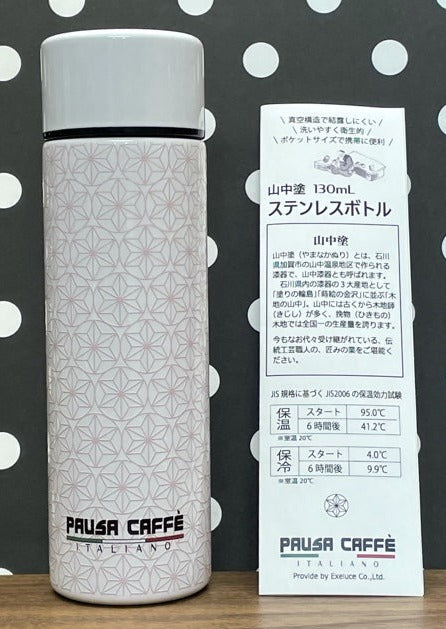 PAUSA CAFFÈ
ITALIANO
\ 真空構造で結露しにくい /
\ 洗いやすく衛生的 /
\ ポケットサイズで携帯に便利 /
山中塗 130mL
ステンレスボトル
山中塗
山中塗(やまなかぬり)とは、石川
県加賀市の山中温泉地区で作られる
漆器で、山中漆器とも呼ばれます。
石川県内の漆器の3大産地として
「塗りの輪島」「蒔絵の金沢」に並ぶ「木
地の山中」。山中には古くから木地師
(きじし)が多く、挽物(ひきもの)
木地では全国一の生産量を誇ります。
今もなお代々受け継がれている、伝
統工芸職人の、匠みの業をご堪能く
ださい。
JIS 規格に基づく JIS2006 の保温効力試験
保温 スタート 95.0℃
6時間後 41.2℃
※室温 20℃
保冷 スタート 4.0℃
6時間後 9.9℃
※室温 20℃
PAUSA CAFFÈ
ITALIANO
Provide by Exeluce Co.,Ltd.